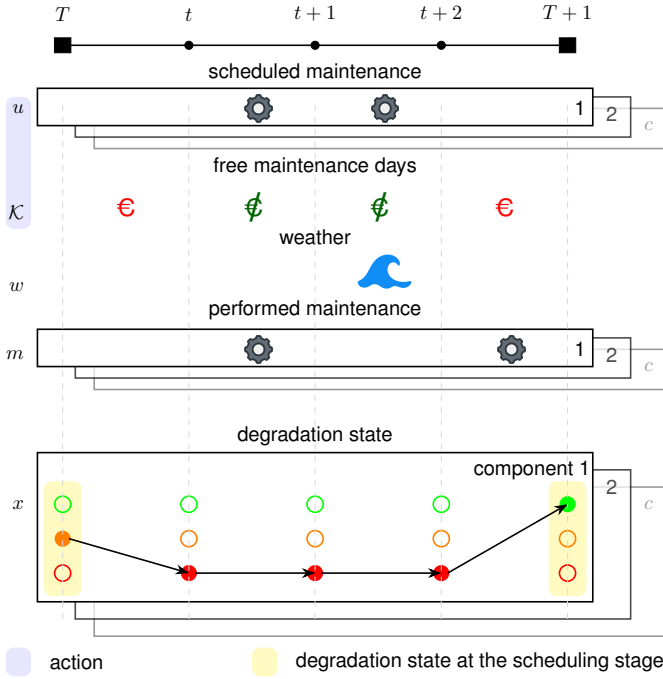 T t t + 1 t + 2 T + 1
scheduled maintenance
u 1 2 c
free maintenance days
K € € € €
weather
w
performed maintenance
m 1 2 c
degradation state
component 1 2 c
x
action degradation state at the scheduling stage